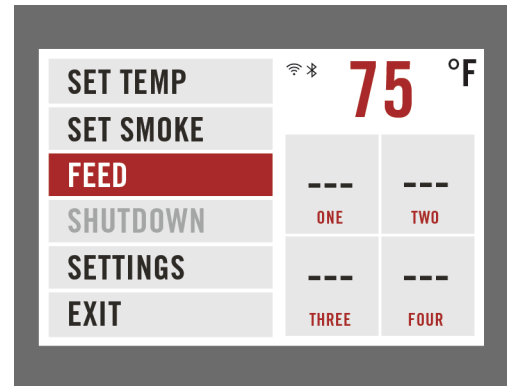 SET TEMP
SET SMOKE
FEED
SHUTDOWN
SETTINGS
EXIT
75 °F
--- ---
ONE TWO
--- ---
THREE FOUR